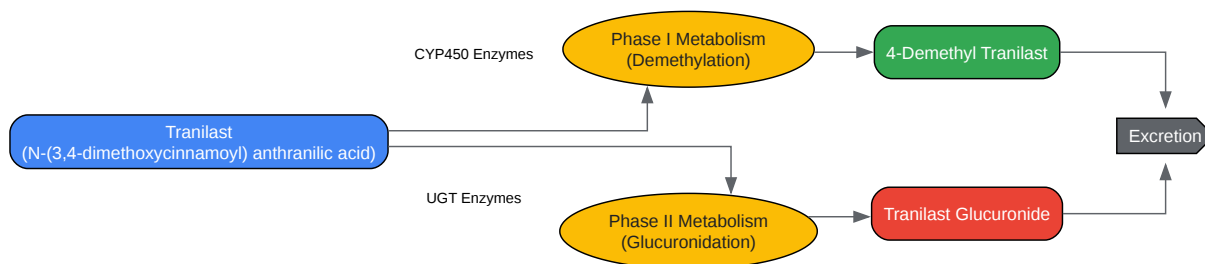 CYP450 Enzymes
Phase I Metabolism
(Demethylation)
4-Demethyl Tranilast
Tranilast
(N-(3,4-dimethoxycinnamoyl) anthranilic acid)
Excretion
UGT Enzymes
Phase II Metabolism
(Glucuronidation)
Tranilast Glucuronide